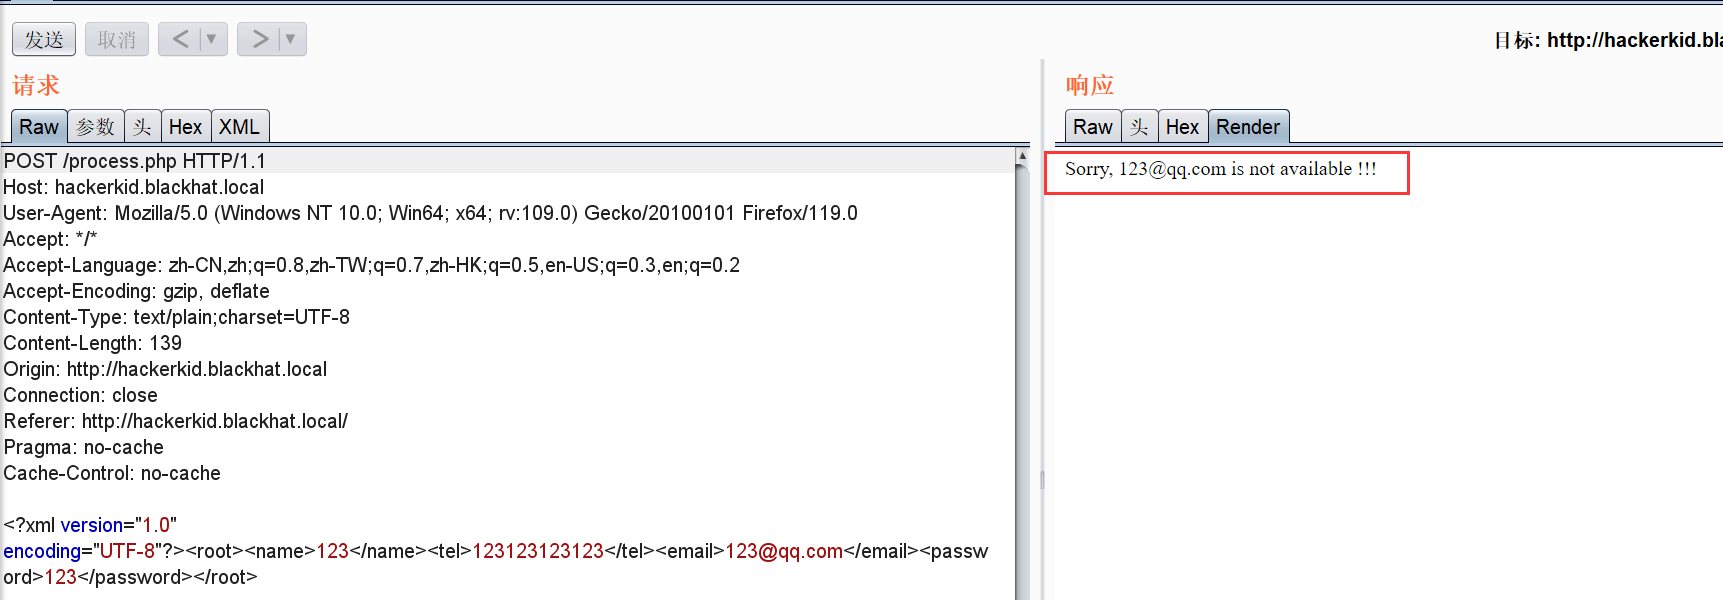 发送 取消 < ▼ > ▼ 目标: http://hackerkid.bla
请求
Raw 参数 头 Hex XML
POST /process.php HTTP/1.1
Host: hackerkid.blackhat.local
User-Agent: Mozilla/5.0 (Windows NT 10.0; Win64; x64; rv:109.0) Gecko/20100101 Firefox/119.0
Accept: */*
Accept-Language: zh-CN,zh;q=0.8,zh-TW;q=0.7,zh-HK;q=0.5,en-US;q=0.3,en;q=0.2
Accept-Encoding: gzip, deflate
Content-Type: text/plain;charset=UTF-8
Content-Length: 139
Origin: http://hackerkid.blackhat.local
Connection: close
Referer: http://hackerkid.blackhat.local/
Pragma: no-cache
Cache-Control: no-cache
<?xml version="1.0"
encoding="UTF-8"?><root><name>123</name><tel>123123123123</tel><email>123@qq.com</email><passw
ord>123</password></root>
响应
Raw 头 Hex Render
Sorry, 123@qq.com is not available !!!